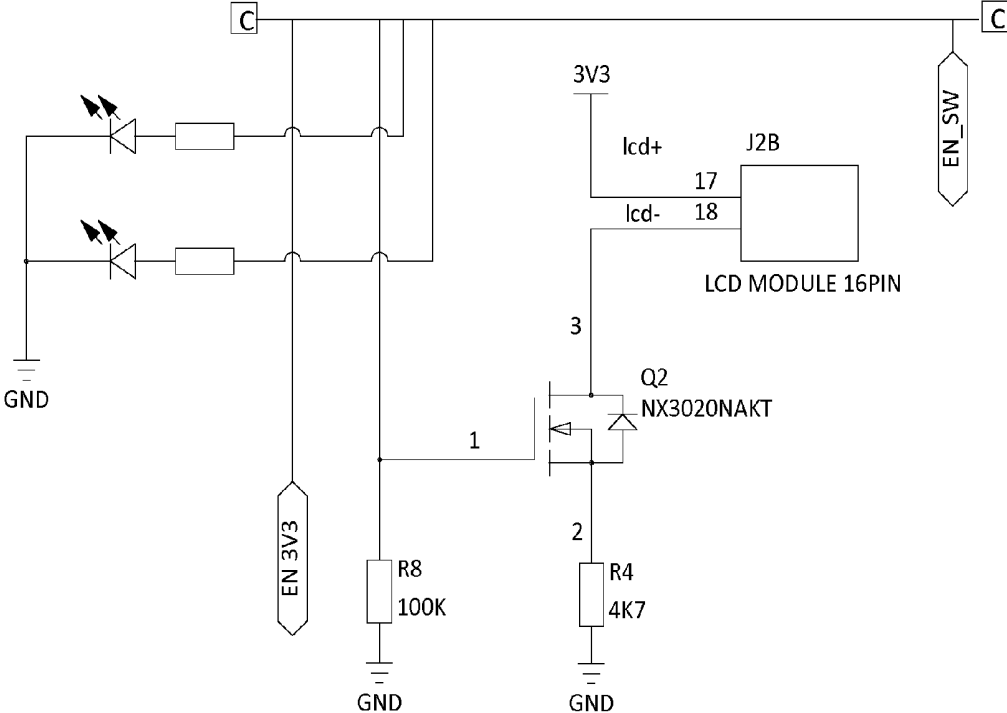 C
C
3V3
EN_SW
lcd+
J2B
17
lcd-
18
LCD MODULE 16PIN
3
GND
Q2
NX3020NAKT
1
EN 3V3
2
R8
100K
R4
4K7
GND
GND